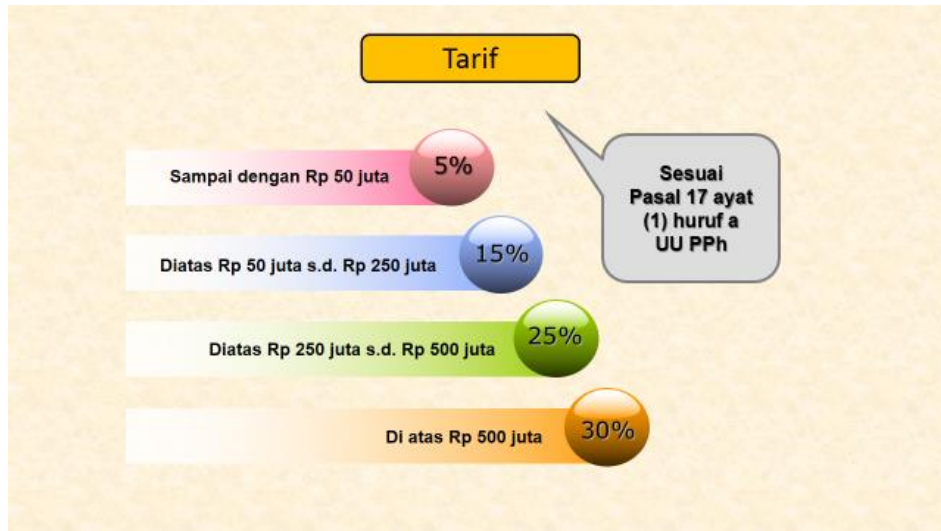 Tarif
Sampai dengan Rp 50 juta
5%
Sesuai
Pasal 17 ayat
(1) huruf a
UU PPh
Diatas Rp 50 juta s.d. Rp 250 juta
15%
Diatas Rp 250 juta s.d. Rp 500 juta
25%
Di atas Rp 500 juta
30%